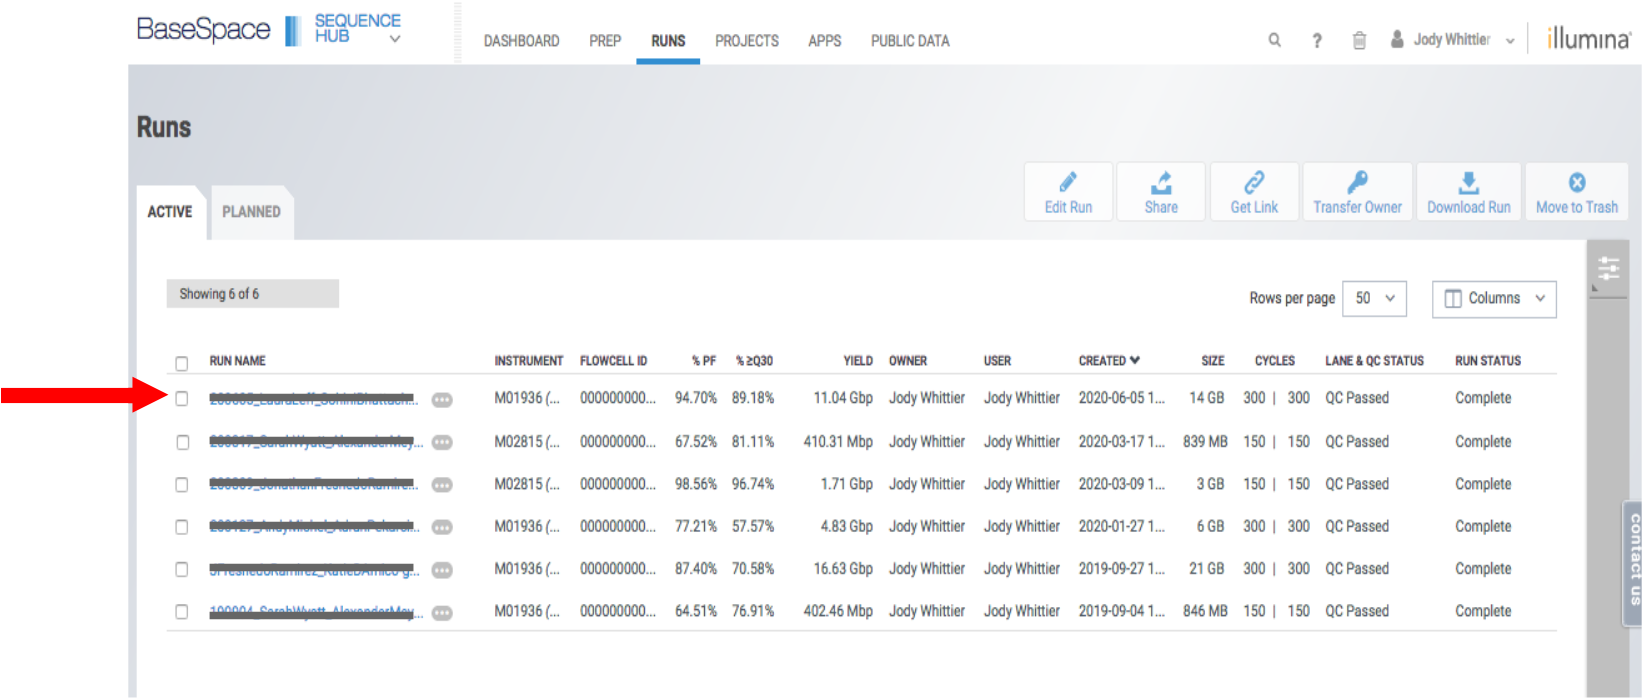 BaseSpace SEQUENCE HUB DASHBOARD PREP RUNS PROJECTS APPS PUBLIC DATA ? Jody Whittier illumina
Runs
ACTIVE PLANNED Edit Run Share Get Link Transfer Owner Download Run Move to Trash
Showing 6 of 6 Rows per page 50 Columns
RUN NAME INSTRUMENT FLOWCELL ID % PF % ≥Q30 YIELD OWNER USER CREATED SIZE CYCLES LANE & QC STATUS RUN STATUS
M01936 (... 000000000... 94.70% 89.18% 11.04 Gbp Jody Whittier Jody Whittier 2020-06-05 1... 14 GB 300 | 300 QC Passed Complete
M02815 (... 000000000... 67.52% 81.11% 410.31 Mbp Jody Whittier Jody Whittier 2020-03-17 1... 839 MB 150 | 150 QC Passed Complete
M02815 (... 000000000... 98.56% 96.74% 1.71 Gbp Jody Whittier Jody Whittier 2020-03-09 1... 3 GB 150 | 150 QC Passed Complete
M01936 (... 000000000... 77.21% 57.57% 4.83 Gbp Jody Whittier Jody Whittier 2020-01-27 1... 6 GB 300 | 300 QC Passed Complete
M01936 (... 000000000... 87.40% 70.58% 16.63 Gbp Jody Whittier Jody Whittier 2019-09-27 1... 21 GB 300 | 300 QC Passed Complete
M01936 (... 000000000... 64.51% 76.91% 402.46 Mbp Jody Whittier Jody Whittier 2019-09-04 1... 846 MB 150 | 150 QC Passed Complete
contact us